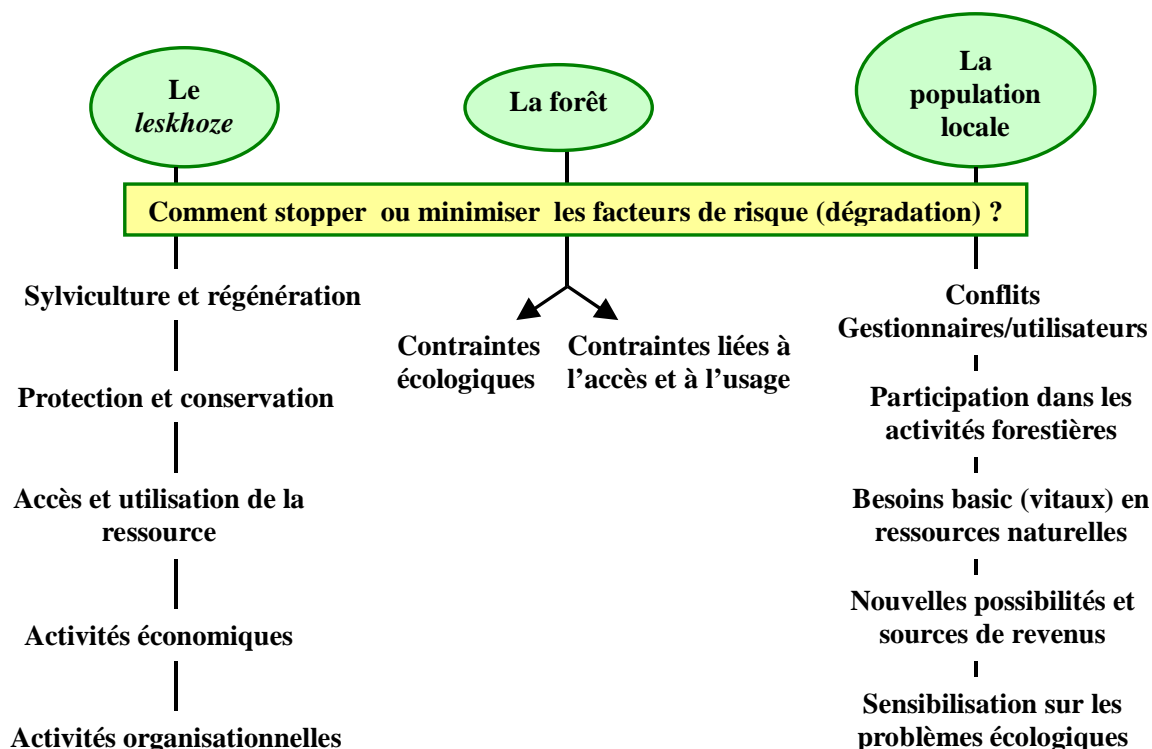 Le
leskhoze
La forêt
La
population
locale
Comment stopper ou minimiser les facteurs de risque (dégradation) ?
Sylviculture et régénération
Protection et conservation
Accès et utilisation de la
ressource
Activités économiques
Activités organisationnelles
Contraintes
écologiques
Contraintes liées à
l’accès et à l’usage
Conflits
Gestionnaires/utilisateurs
Participation dans les
activités forestières
Besoins basic (vitaux) en
ressources naturelles
Nouvelles possibilités et
sources de revenus
Sensibilisation sur les
problèmes écologiques